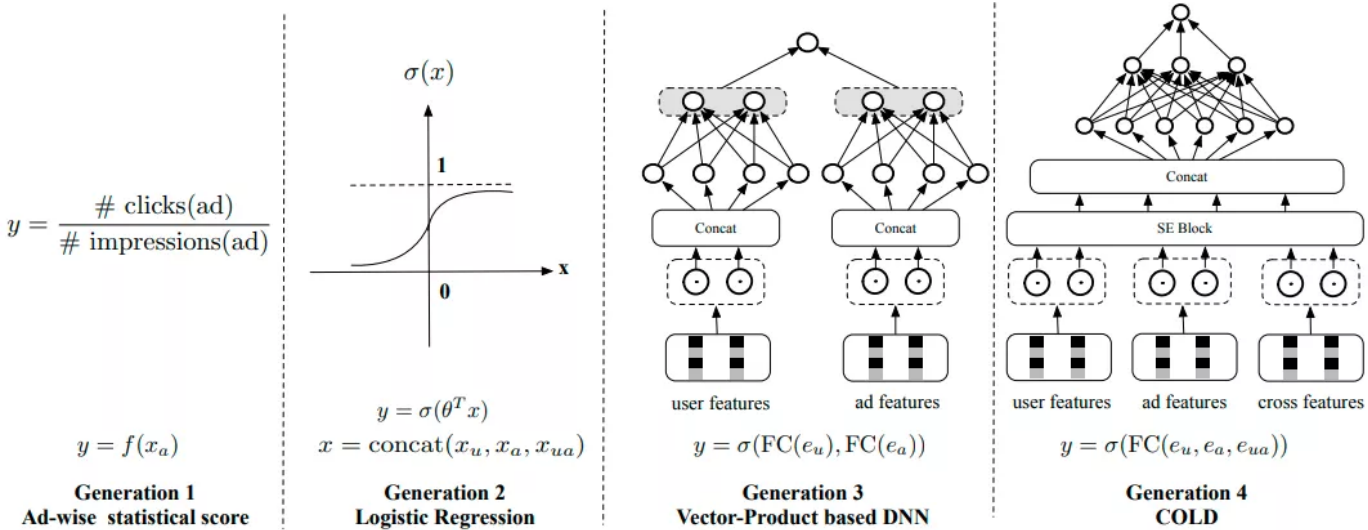 y = # clicks(ad) / # impressions(ad)
y = f(x_a)
Generation 1
Ad-wise statistical score
σ(x)
1
x
0
y = σ(θ^T x)
x = concat(x_u, x_a, x_ua)
Generation 2
Logistic Regression
Concat
Concat
user features
ad features
y = σ(FC(e_u), FC(e_a))
Generation 3
Vector-Product based DNN
Concat
SE Block
user features
ad features
cross features
y = σ(FC(e_u, e_a, e_ua))
Generation 4
COLD